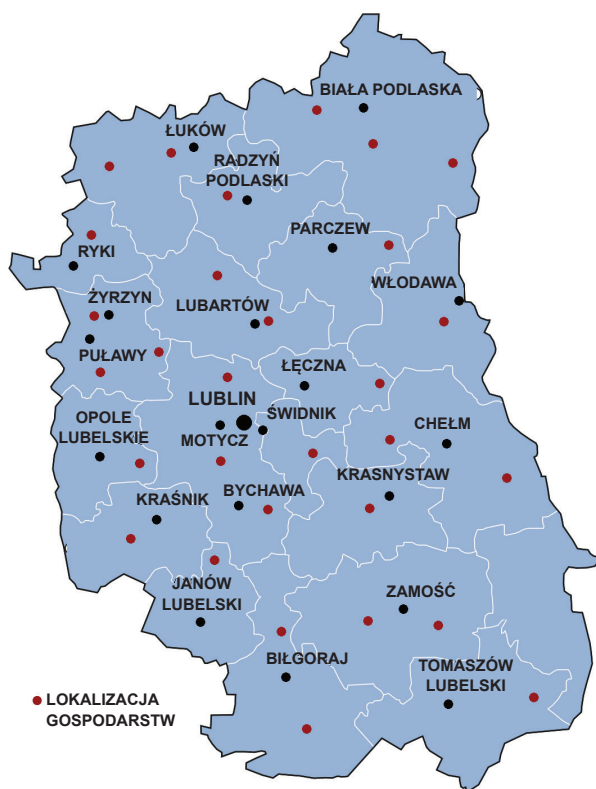 BIAŁA PODLASKA
ŁUKÓW
RADZYŃ
PODLASKI
PARCZEW
RYKI
WŁODAWA
ŻYRZYN
LUBARTÓW
PUŁAWY
ŁĘCZNA
LUBLIN
ŚWIDNIK
OPOLE
LUBELSKIE
MOTYCZ
CHEŁM
KRAŚNIK
BYCHAWA
KRASNYSTAW
JANÓW
LUBELSKI
ZAMOŚĆ
BIŁGORAJ
TOMASZÓW
LUBELSKI
LOKALIZACJA
GOSPODARSTW